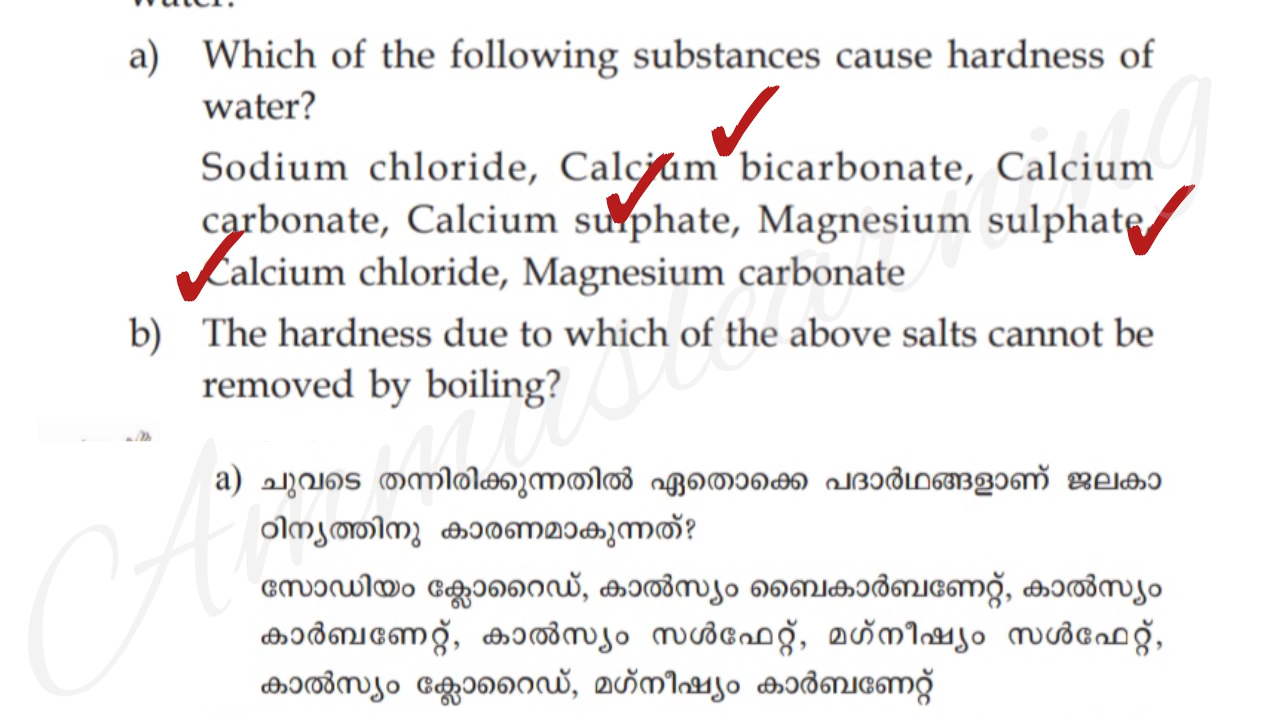 water?
a) Which of the following substances cause hardness of
water?
Sodium chloride, Calcium bicarbonate, Calcium
carbonate, Calcium sulphate, Magnesium sulphate,
Calcium chloride, Magnesium carbonate
b) The hardness due to which of the above salts cannot be
removed by boiling?
a) ചുവടെ തന്നിരിക്കുന്നതിൽ ഏതൊക്കെ പദാർഥങ്ങളാണ് ജലകാ
ഠിന്യത്തിനു കാരണമാകുന്നത്?
സോഡിയം ക്ലോറൈഡ്, കാൽസ്യം ബൈകാർബണേറ്റ്, കാൽസ്യം
കാർബണേറ്റ്, കാൽസ്യം സൾഫേറ്റ്, മഗ്നീഷ്യം സൾഫേറ്റ്,
കാൽസ്യം ക്ലോറൈഡ്, മഗ്നീഷ്യം കാർബണേറ്റ്
Ammuslearning